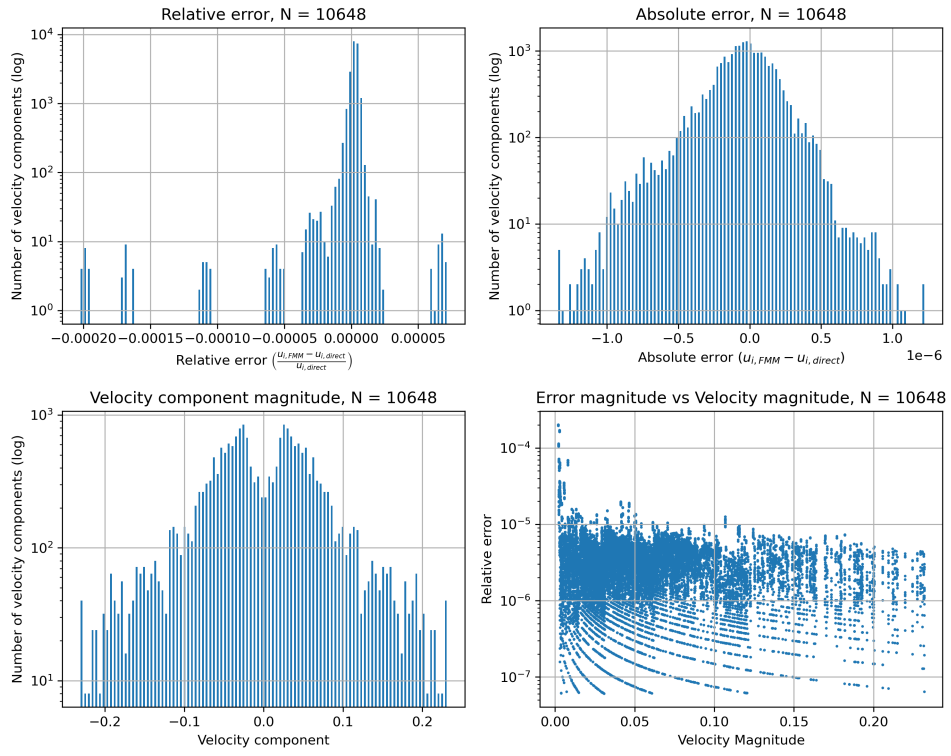 Relative error, N = 10648
Number of velocity components (log)
10⁴
10³
10²
10¹
10⁰
−0.00020 −0.00015 −0.00010 −0.00005 0.00000 0.00005
Relative error (u_{i,FMM} − u_{i,direct} / u_{i,direct})
Absolute error, N = 10648
Number of velocity components (log)
10³
10²
10¹
10⁰
−1.0 −0.5 0.0 0.5 1.0
1e−6
Absolute error (u_{i,FMM} − u_{i,direct})
Velocity component magnitude, N = 10648
Number of velocity components (log)
10³
10²
10¹
−0.2 −0.1 0.0 0.1 0.2
Velocity component
Error magnitude vs Velocity magnitude, N = 10648
Relative error
10⁻⁴
10⁻⁵
10⁻⁶
10⁻⁷
0.00 0.05 0.10 0.15 0.20
Velocity Magnitude